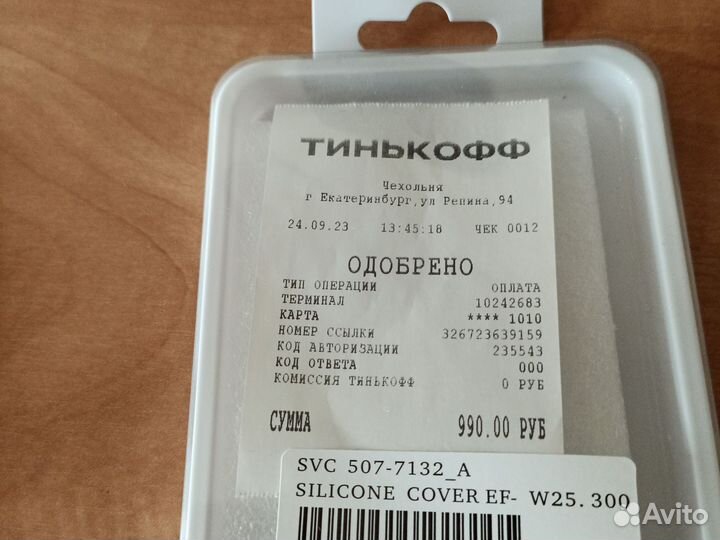 ТИНЬКОФФ
Чехольня
г Екатеринбург,ул Репина,94
24.09.23 13:45:18 ЧЕК 0012
ОДОБРЕНО
ТИП ОПЕРАЦИИ ОПЛАТА
ТЕРМИНАЛ 10242683
КАРТА **** 1010
НОМЕР ССЫЛКИ 326723639159
КОД АВТОРИЗАЦИИ 235543
КОД ОТВЕТА 000
КОМИССИЯ ТИНЬКОФФ 0 РУБ
СУММА 990.00 РУБ
SVC 507-7132_A
SILICONE COVER EF- W25.300
Avito